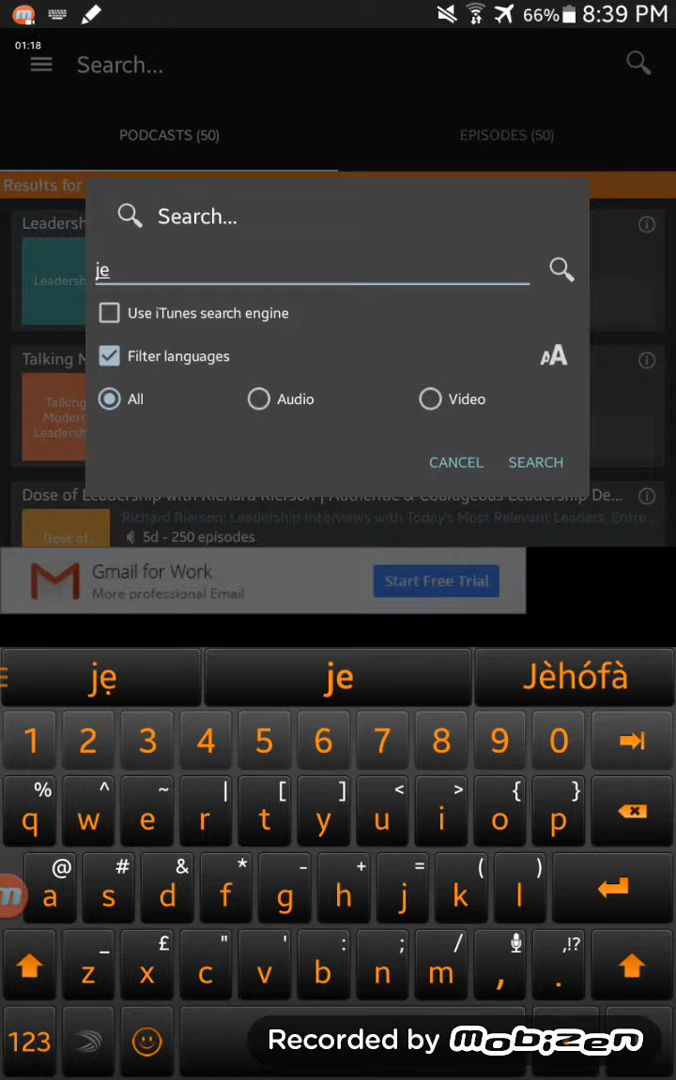 66% 8:39 PM
01:18
Search...
PODCASTS (50) EPISODES (50)
Results for
Search...
je
Use iTunes search engine
Filter languages
AA
All Audio Video
CANCEL SEARCH
Leadersh
Leadersh
Talking M
Talking
Modern
Leadersh
Dose of Leadership with Richard Rierson | Authentic & Courageous Leadership De...
Richard Rierson: Leadership Interviews with Today's Most Relevant Leaders, Entre...
Dose of
5d - 250 episodes
Gmail for Work
More professional Email
Start Free Trial
jẹ je Jèhófà
1 2 3 4 5 6 7 8 9 0
% ^ ~ | [ ] < > { }
q w e r t y u i o p
@ # & * - + = ( )
a s d f g h j k l
_ £ " ' : ; / ,!?
z x c v b n m , .
123
Recorded by mobizen